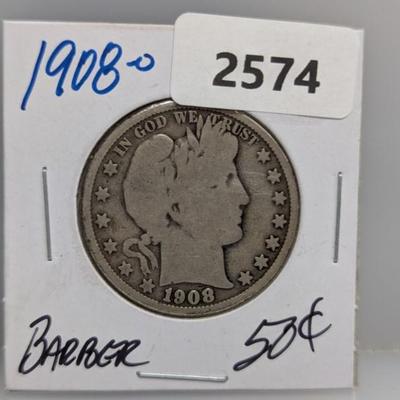 1908-o
2574
IN GOD WE TRUST
1908
BARBER
50¢